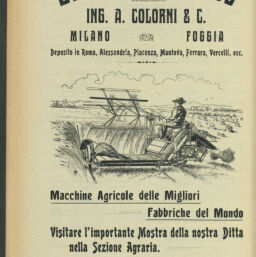 ING. A. COLORNI & C.
MILANO FOGGIA
Deposito in Roma, Alessandria, Piacenza, Mantova, Ferrara, Vercelli, ecc.
Macchine Agricole delle Migliori
Fabbriche del Mondo
Visitare l'importante Mostra della nostra Ditta
nella Sezione Agraria.